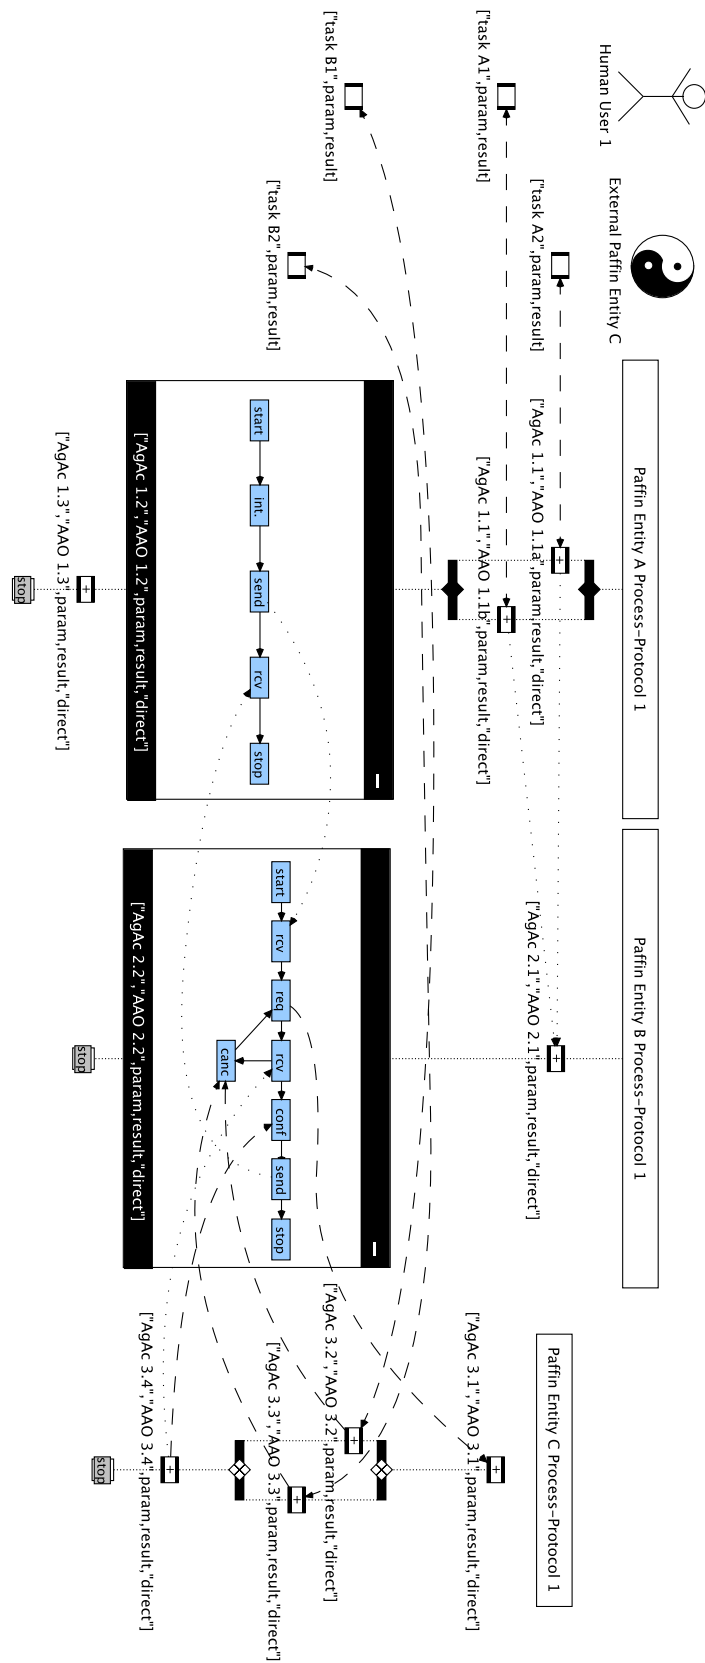 Human User 1
External Paffin Entity C
Paffin Entity A Process-Protocol 1
Paffin Entity B Process-Protocol 1
Paffin Entity C Process-Protocol 1
["task A2",param,result]
["AgAc 1.1","AAO 1.1a",param,result,"direct"]
["AgAc 2.1","AAO 2.1",param,result,"direct"]
["task A1",param,result]
["AgAc 1.1","AAO 1.1b",param,result,"direct"]
["AgAc 3.1","AAO 3.1",param,result,"direct"]
["task B1",param,result]
["AgAc 3.2","AAO 3.2",param,result,"direct"]
["task B2",param,result]
["AgAc 3.3","AAO 3.3",param,result,"direct"]
start
int.
send
rcv
stop
start
rcv
req
rcv
conf
send
stop
canc
["AgAc 1.2","AAO 1.2",param,result,"direct"]
["AgAc 2.2","AAO 2.2",param,result,"direct"]
["AgAc 3.4","AAO 3.4",param,result,"direct"]
["AgAc 1.3","AAO 1.3",param,result,"direct"]
stop
stop
stop